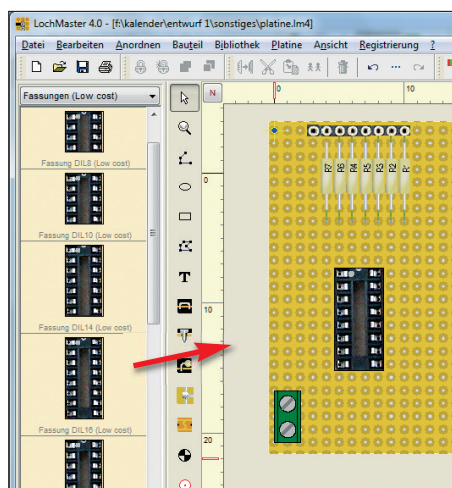 LochMaster 4.0 - [f:\kalender\entwurf 1\sonstiges\platine.lm4]
Datei Bearbeiten Anordnen Bauteil Bibliothek Platine Ansicht Registrierung ?
Fassungen (Low cost)
N
0
10
Fassung DIL8 (Low cost)
Fassung DIL10 (Low cost)
Fassung DIL14 (Low cost)
Fassung DIL16 (Low cost)
T
0
10
20
R7
R6
R4
R5
R3
R2